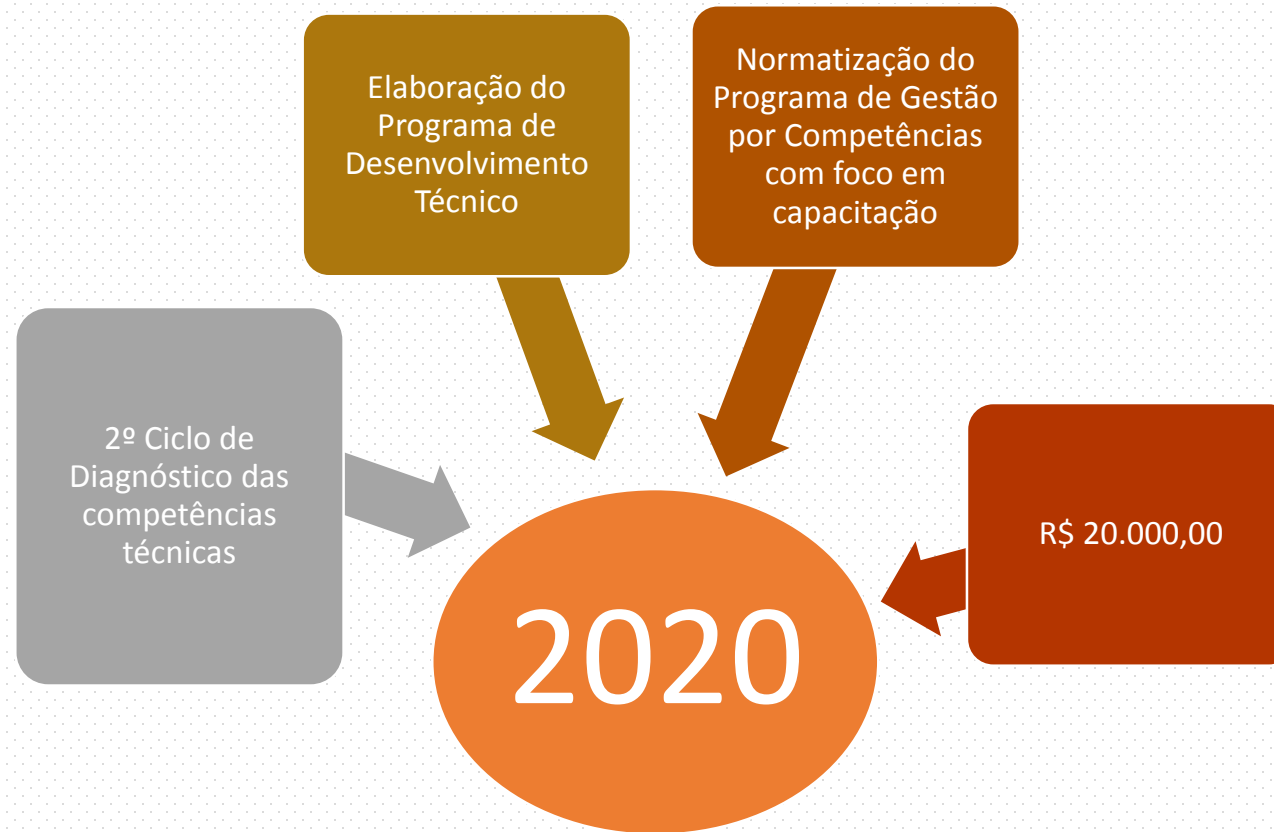 Elaboração do
Programa de
Desenvolvimento
Técnico
Normatização do
Programa de Gestão
por Competências
com foco em
capacitação
2º Ciclo de
Diagnóstico das
competências
técnicas
R$ 20.000,00
2020